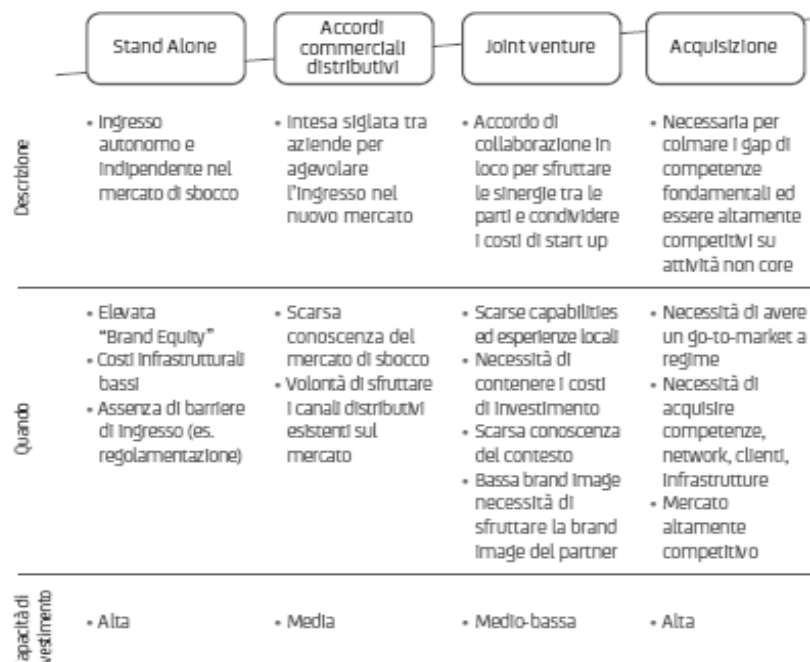 Stand Alone
Accordi
commerciali
distributivi
Joint venture
Acquisizione
Descrizione
• Ingresso
autonomo e
indipendente nel
mercato di sbocco
• Intesa siglata tra
aziende per
agevolare
l'ingresso nel
nuovo mercato
• Accordo di
collaborazione in
loco per sfruttare
le sinergie tra le
parti e condividere
i costi di start up
• Necessaria per
colmare i gap di
competenze
fondamentali ed
essere altamente
competitivi su
attività non core
Quando
• Elevata
"Brand Equity"
• Costi infrastrutturali
bassi
• Assenza di barriere
di ingresso (es.
regolamentazione)
• Scarsa
conoscenza del
mercato di sbocco
• Volontà di sfruttare
i canali distributivi
esistenti sul
mercato
• Scarse capabilities
ed esperienze locali
• Necessità di
contenere i costi
di investimento
• Scarsa conoscenza
del contesto
• Bassa brand image
necessità di
sfruttare la brand
image del partner
• Necessità di avere
un go-to-market a
regime
• Necessità di
acquisire
competenze,
network, clienti,
infrastrutture
• Mercato
altamente
competitivo
apacità di
vestimento
• Alta
• Media
• Medio-bassa
• Alta